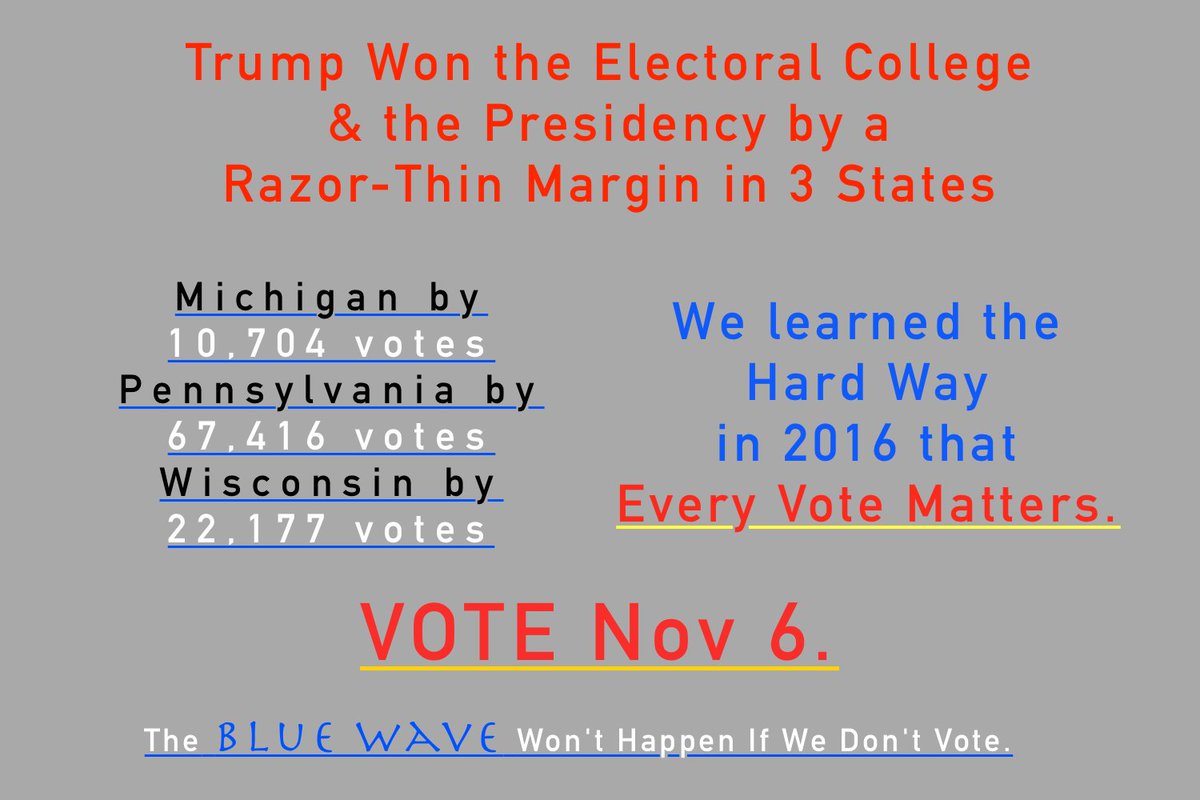 Trump Won the Electoral College
& the Presidency by a
Razor-Thin Margin in 3 States
Michigan by
10,704 votes
Pennsylvania by
67,416 votes
Wisconsin by
22,177 votes
We learned the
Hard Way
in 2016 that
Every Vote Matters.
VOTE Nov 6.
The BLUE WAVE Won't Happen If We Don't Vote.